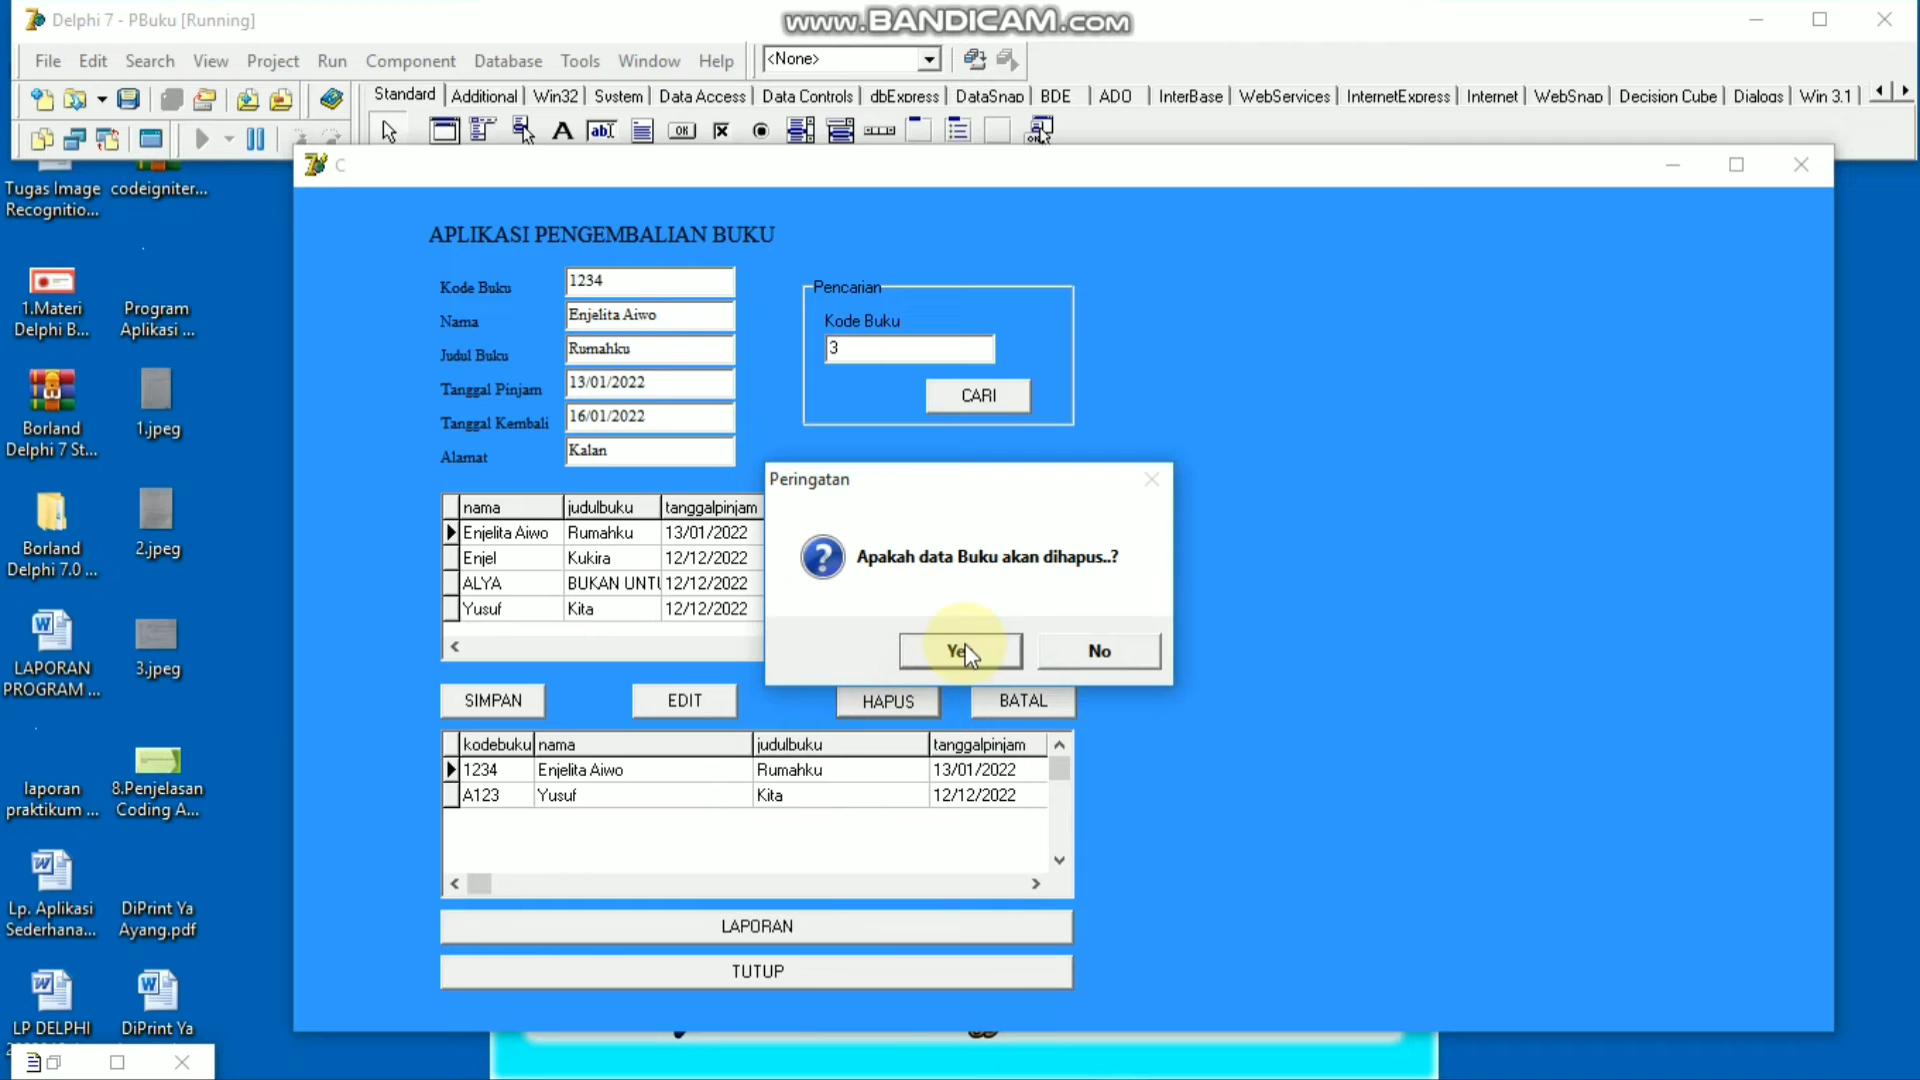 Delphi 7 - PBuku [Running]
www.BANDICAM.com
File Edit Search View Project Run Component Database Tools Window Help
<None>
Standard Additional Win32 System Data Access Data Controls dbExpress DataSnap BDE ADO InterBase WebServices InternetExpress Internet WebSnap Decision Cube Dialogs Win 3.1
C
Tugas Image
Recognitio...
codeigniter...
1.Materi
Delphi B...
Program
Aplikasi ...
Borland
Delphi 7 St...
1.jpeg
Borland
Delphi 7.0 ...
2.jpeg
LAPORAN
PROGRAM ...
3.jpeg
laporan
praktikum ...
8.Penjelasan
Coding A...
Lp. Aplikasi
Sederhana...
DiPrint Ya
Ayang.pdf
LP DELPHI
DiPrint Ya
APLIKASI PENGEMBALIAN BUKU
Kode Buku 1234
Nama Enjelita Aiwo
Judul Buku Rumahku
Tanggal Pinjam 13/01/2022
Tanggal Kembali 16/01/2022
Alamat Kalan
Pencarian
Kode Buku
3
CARI
nama judulbuku tanggalpinjam
Enjelita Aiwo Rumahku 13/01/2022
Enjel Kukira 12/12/2022
ALYA BUKAN UNTU 12/12/2022
Yusuf Kita 12/12/2022
Peringatan
Apakah data Buku akan dihapus..?
Ye
No
SIMPAN EDIT HAPUS BATAL
kodebuku nama judulbuku tanggalpinjam
1234 Enjelita Aiwo Rumahku 13/01/2022
A123 Yusuf Kita 12/12/2022
LAPORAN
TUTUP